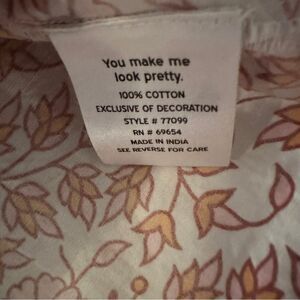 You make me
look pretty.
100% COTTON
EXCLUSIVE OF DECORATION
STYLE # 77099
RN # 69654
MADE IN INDIA
SEE REVERSE FOR CARE